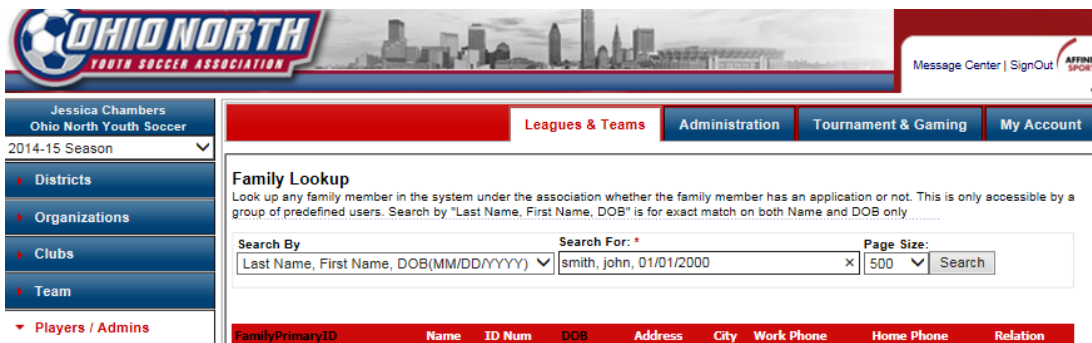 OHIO NORTH
YOUTH SOCCER ASSOCIATION
Message Center | SignOut
AFFINI
SPOR
Jessica Chambers
Ohio North Youth Soccer
2014-15 Season
Leagues & Teams
Administration
Tournament & Gaming
My Account
Districts
Organizations
Clubs
Team
Players / Admins
Family Lookup
Look up any family member in the system under the association whether the family member has an application or not. This is only accessible by a
group of predefined users. Search by "Last Name, First Name, DOB" is for exact match on both Name and DOB only
Search By
Search For: *
Page Size:
Last Name, First Name, DOB(MM/DD/YYYY)
smith, john, 01/01/2000
×
500
Search
FamilyPrimaryID Name ID Num DOB Address City Work Phone Home Phone Relation